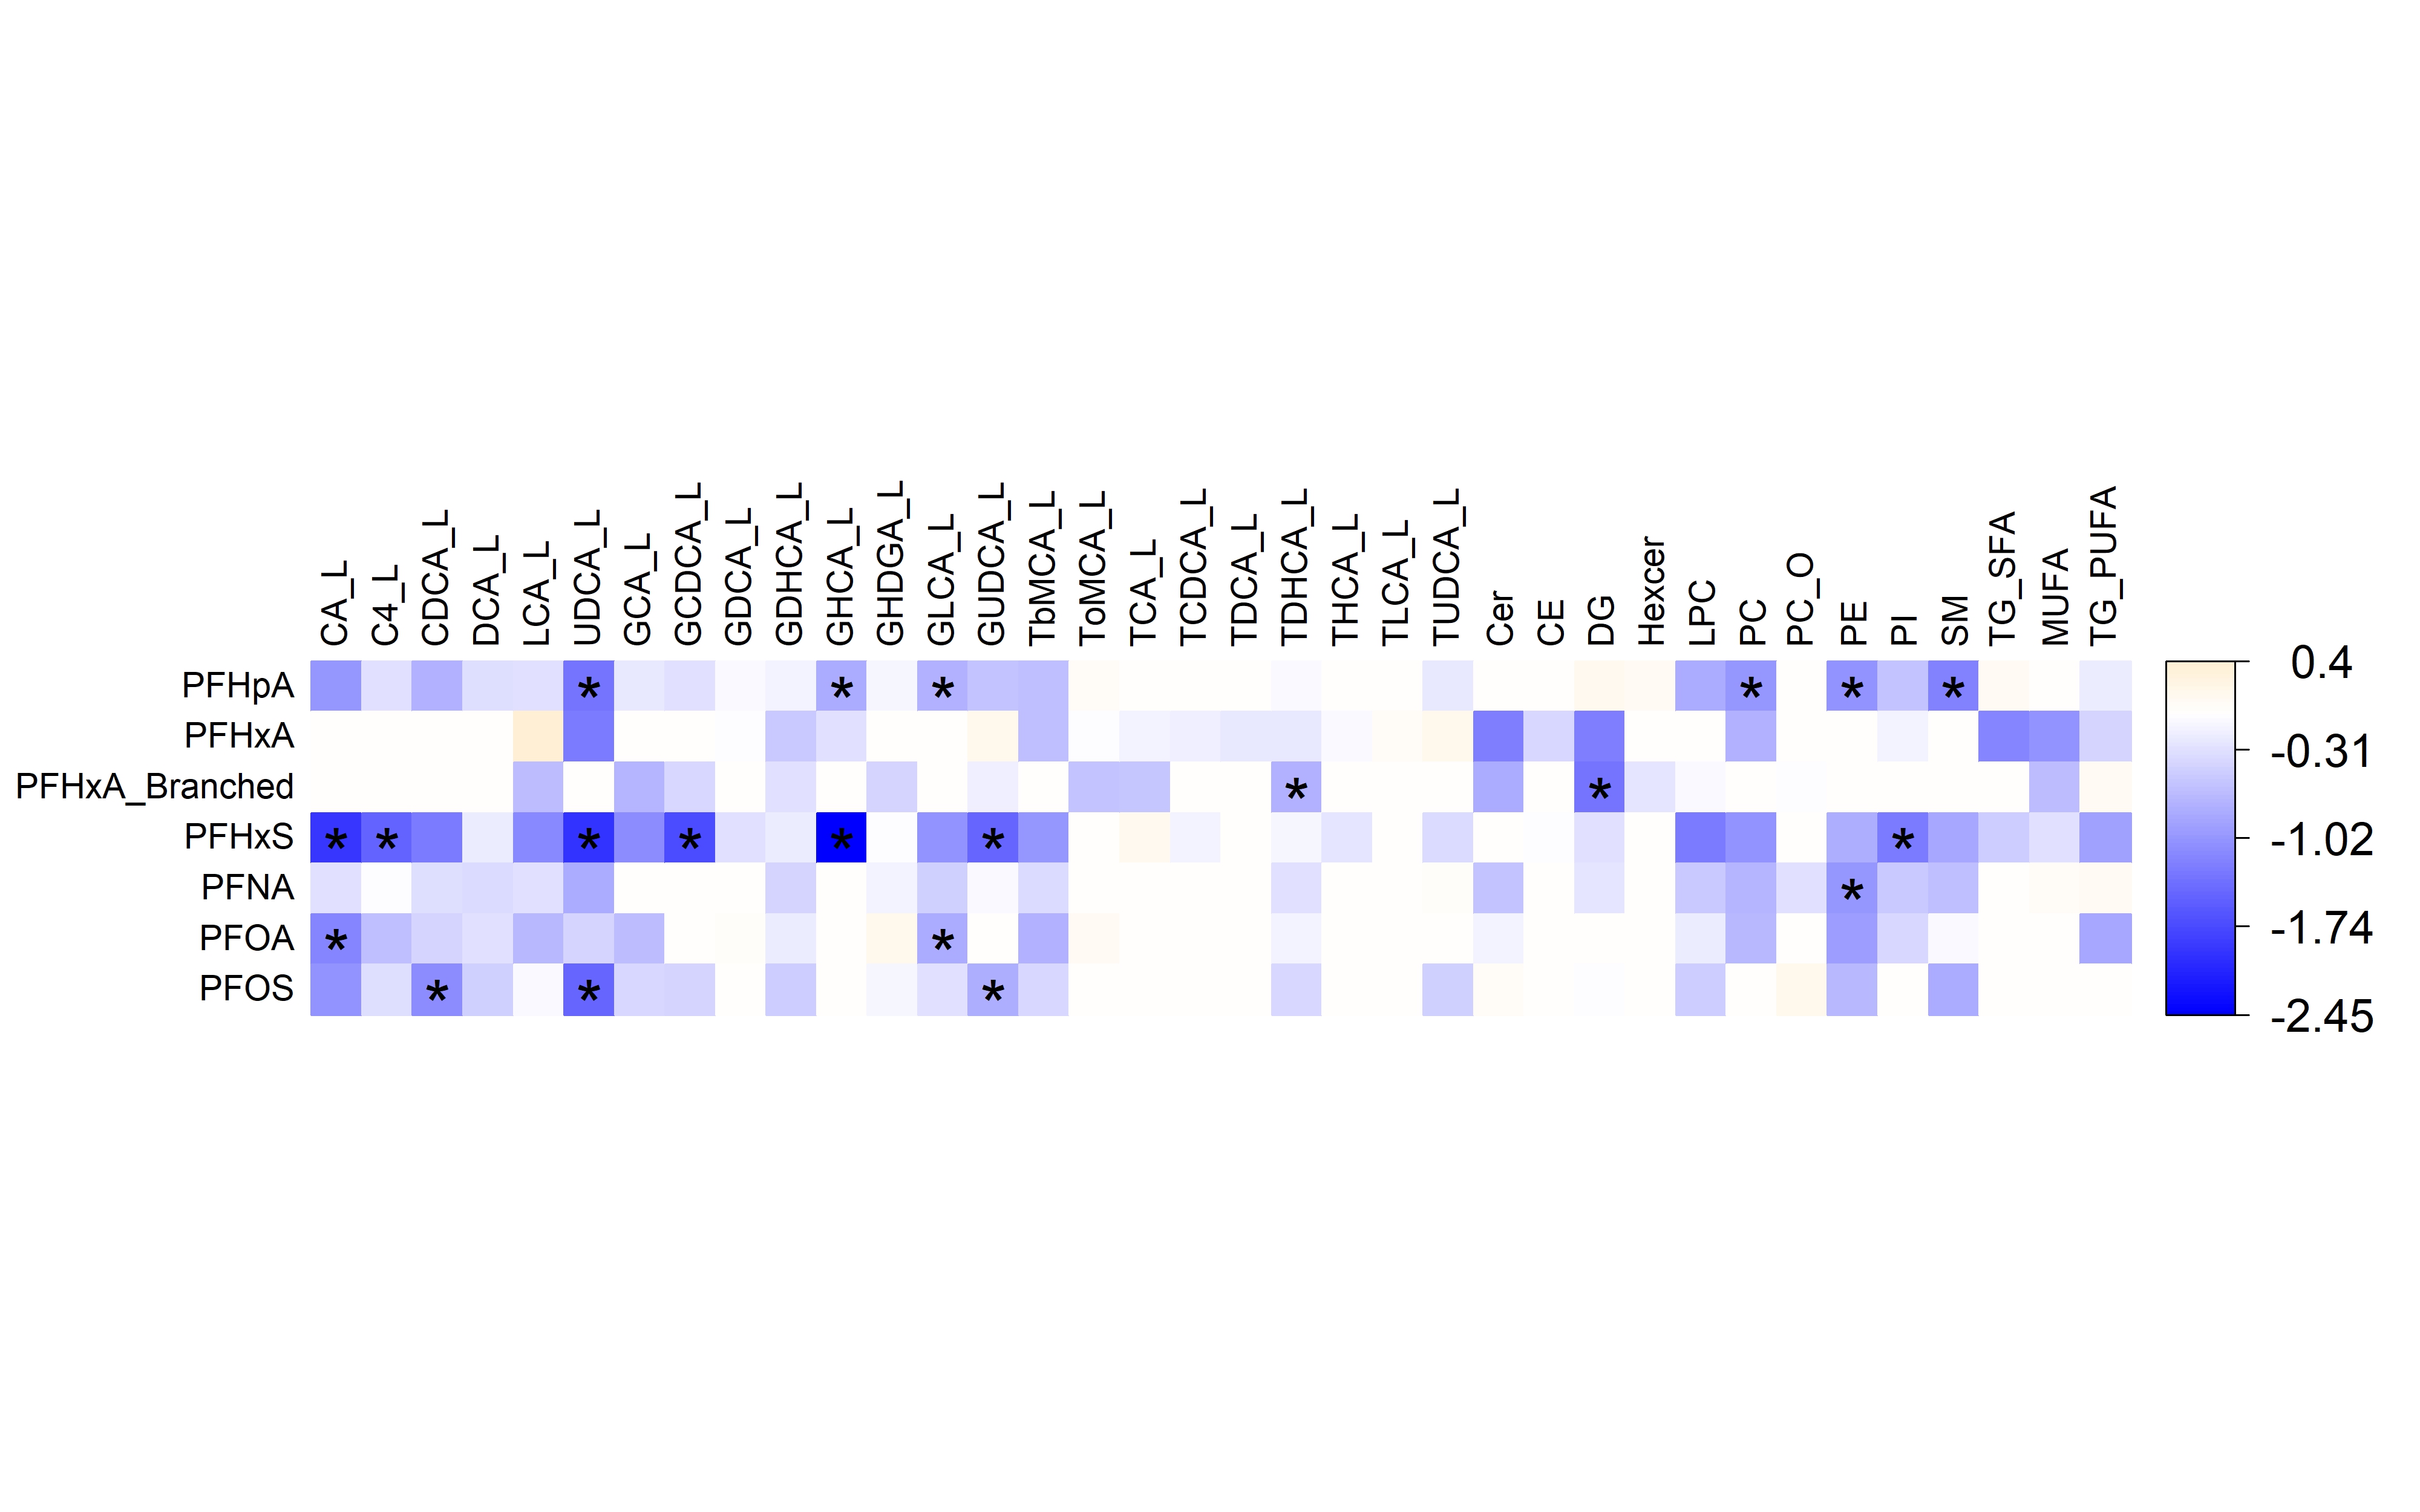 CA_L
C4_L
CDCA_L
DCA_L
LCA_L
UDCA_L
GCA_L
GCDCA_L
GDCA_L
GDHCA_L
GHCA_L
GHDGA_L
GLCA_L
GUDCA_L
TbMCA_L
ToMCA_L
TCA_L
TCDCA_L
TDCA_L
TDHCA_L
THCA_L
TLCA_L
TUDCA_L
Cer
CE
DG
Hexcer
LPC
PC
PC_O
PE
PI
SM
TG_SFA
MUFA
TG_PUFA
PFHpA * * * * * *
PFHxA
PFHxA_Branched * *
PFHxS * * * * * * *
PFNA *
PFOA * *
PFOS * * *
0.4
-0.31
-1.02
-1.74
-2.45